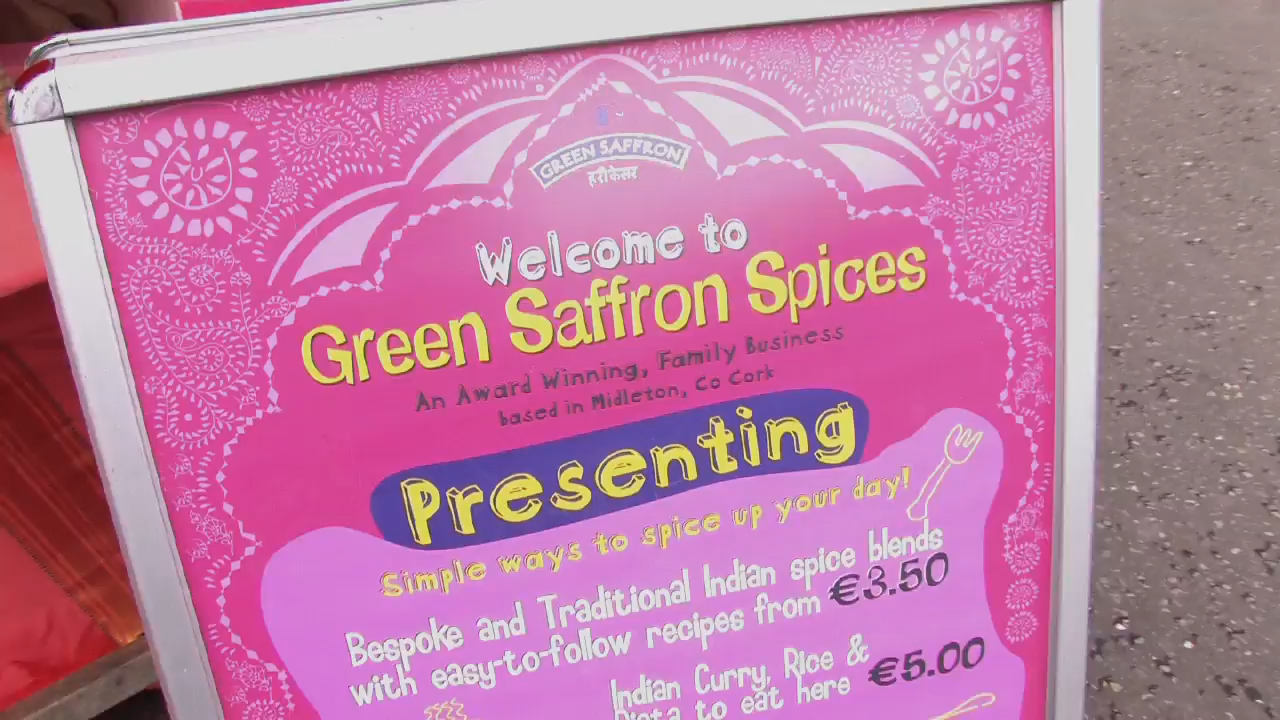 GREEN SAFFRON
हरी केसर
Welcome to
Green Saffron Spices
An Award Winning, Family Business
based in Midleton, Co Cork
Presenting
Simple ways to spice up your day!
Bespoke and Traditional Indian spice blends
with easy-to-follow recipes from €3.50
Indian Curry, Rice &
to eat here €5.00